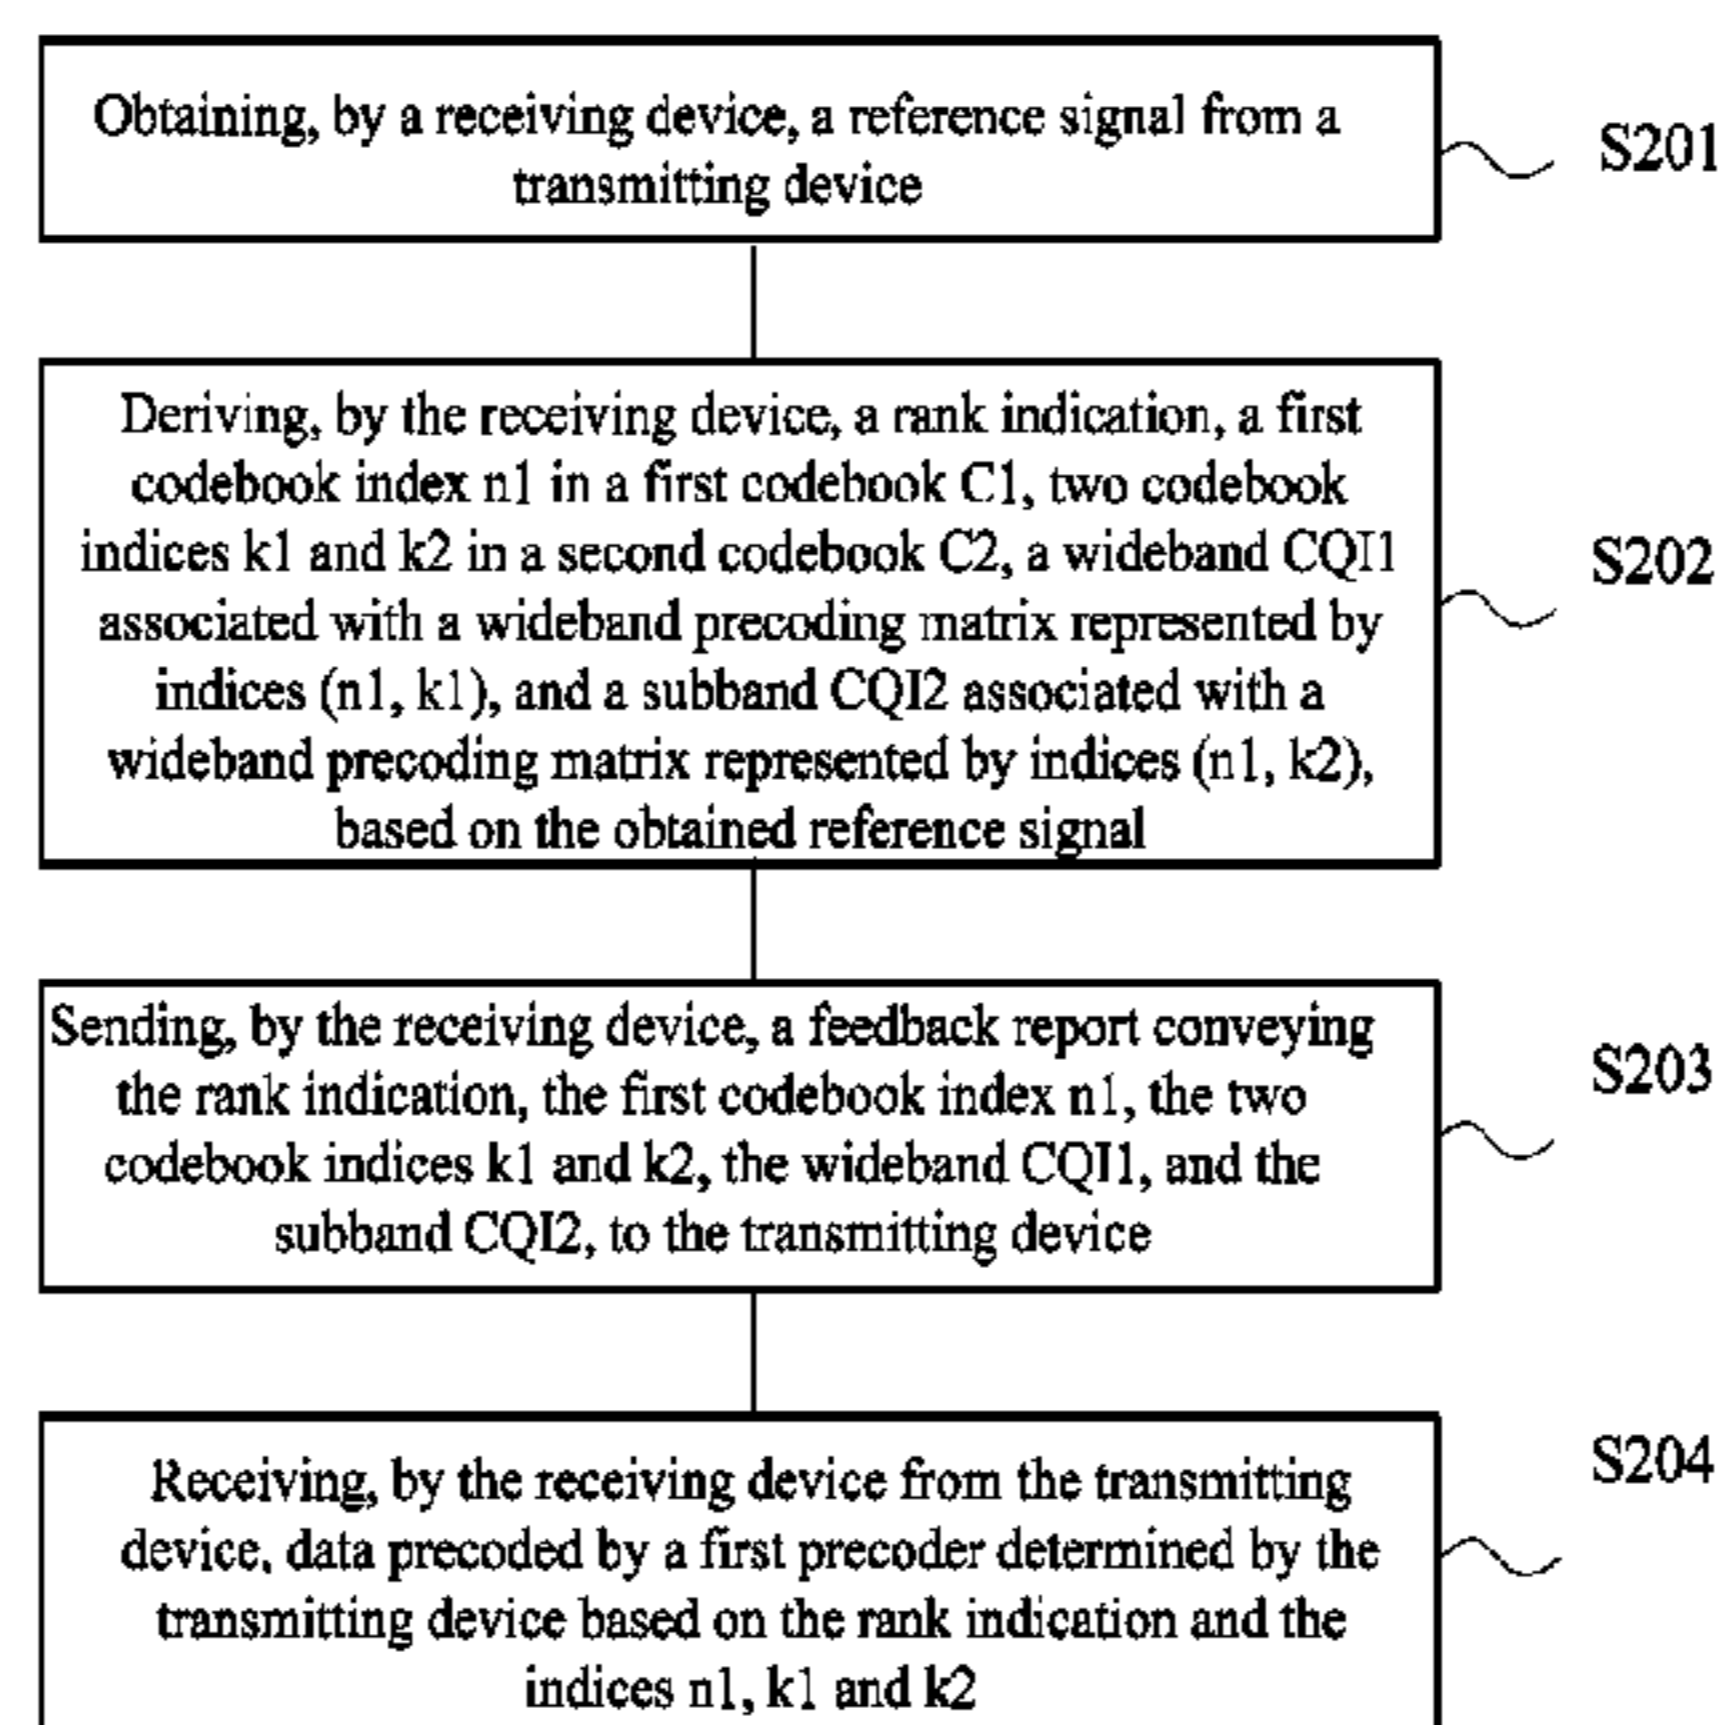 Obtaining, by a receiving device, a reference signal from a
transmitting device
S201
Deriving, by the receiving device, a rank indication, a first
codebook index n1 in a first codebook C1, two codebook
indices k1 and k2 in a second codebook C2, a wideband CQI1
associated with a wideband precoding matrix represented by
indices (n1, k1), and a subband CQI2 associated with a
wideband precoding matrix represented by indices (n1, k2),
based on the obtained reference signal
S202
Sending, by the receiving device, a feedback report conveying
the rank indication, the first codebook index n1, the two
codebook indices k1 and k2, the wideband CQI1, and the
subband CQI2, to the transmitting device
S203
Receiving, by the receiving device from the transmitting
device, data precoded by a first precoder determined by the
transmitting device based on the rank indication and the
indices n1, k1 and k2
S204